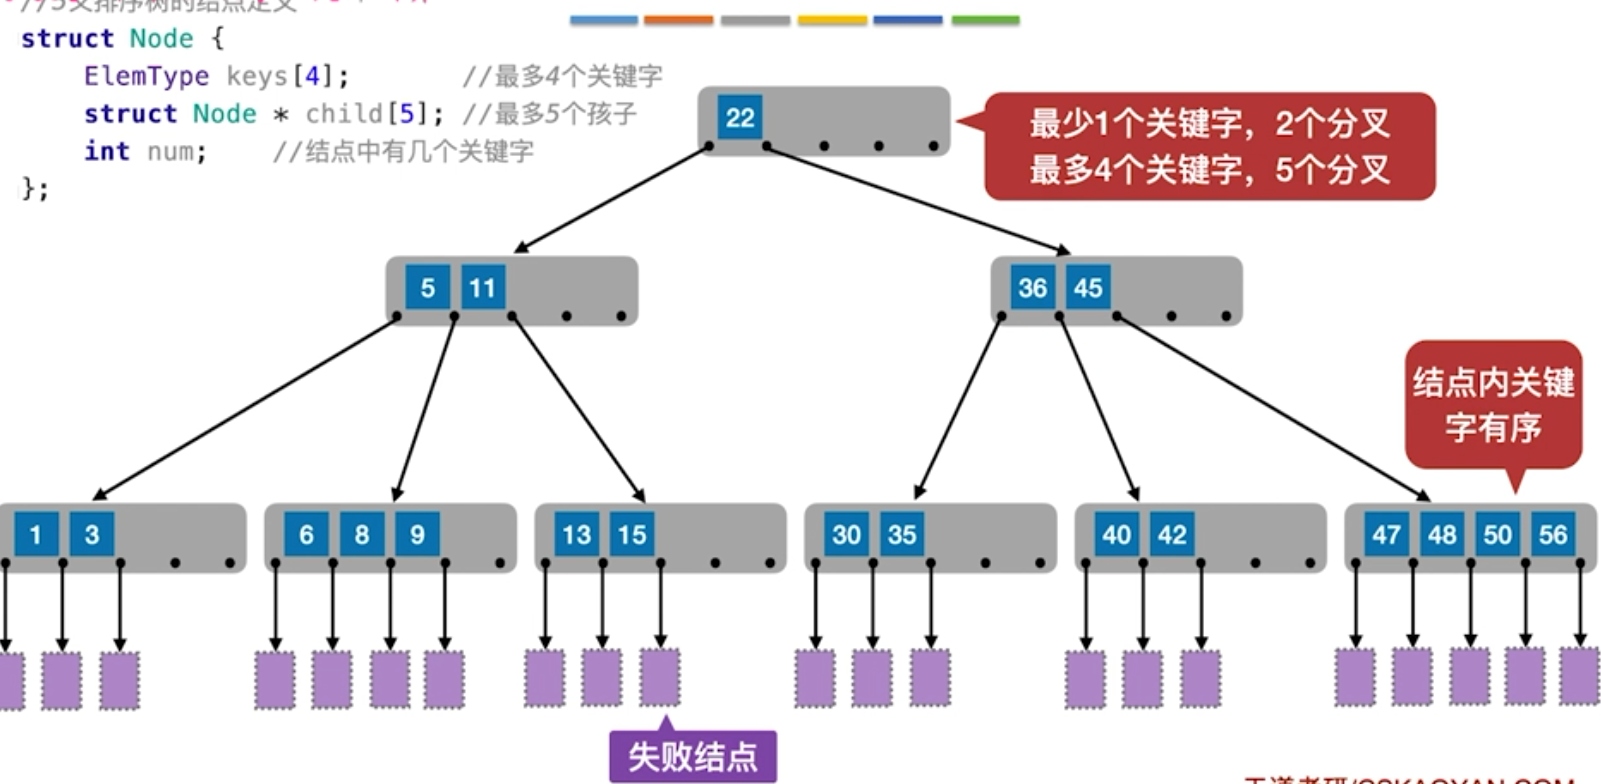 //5叉排序树的结点定义
struct Node {
    ElemType keys[4];        //最多4个关键字
    struct Node * child[5]; //最多5个孩子
    int num;    //结点中有几个关键字
};
22
最少1个关键字，2个分叉
最多4个关键字，5个分叉
5 11
36 45
结点内关键
字有序
1 3
6 8 9
13 15
30 35
40 42
47 48 50 56
失败结点
王道考研/CSKAOYAN.COM